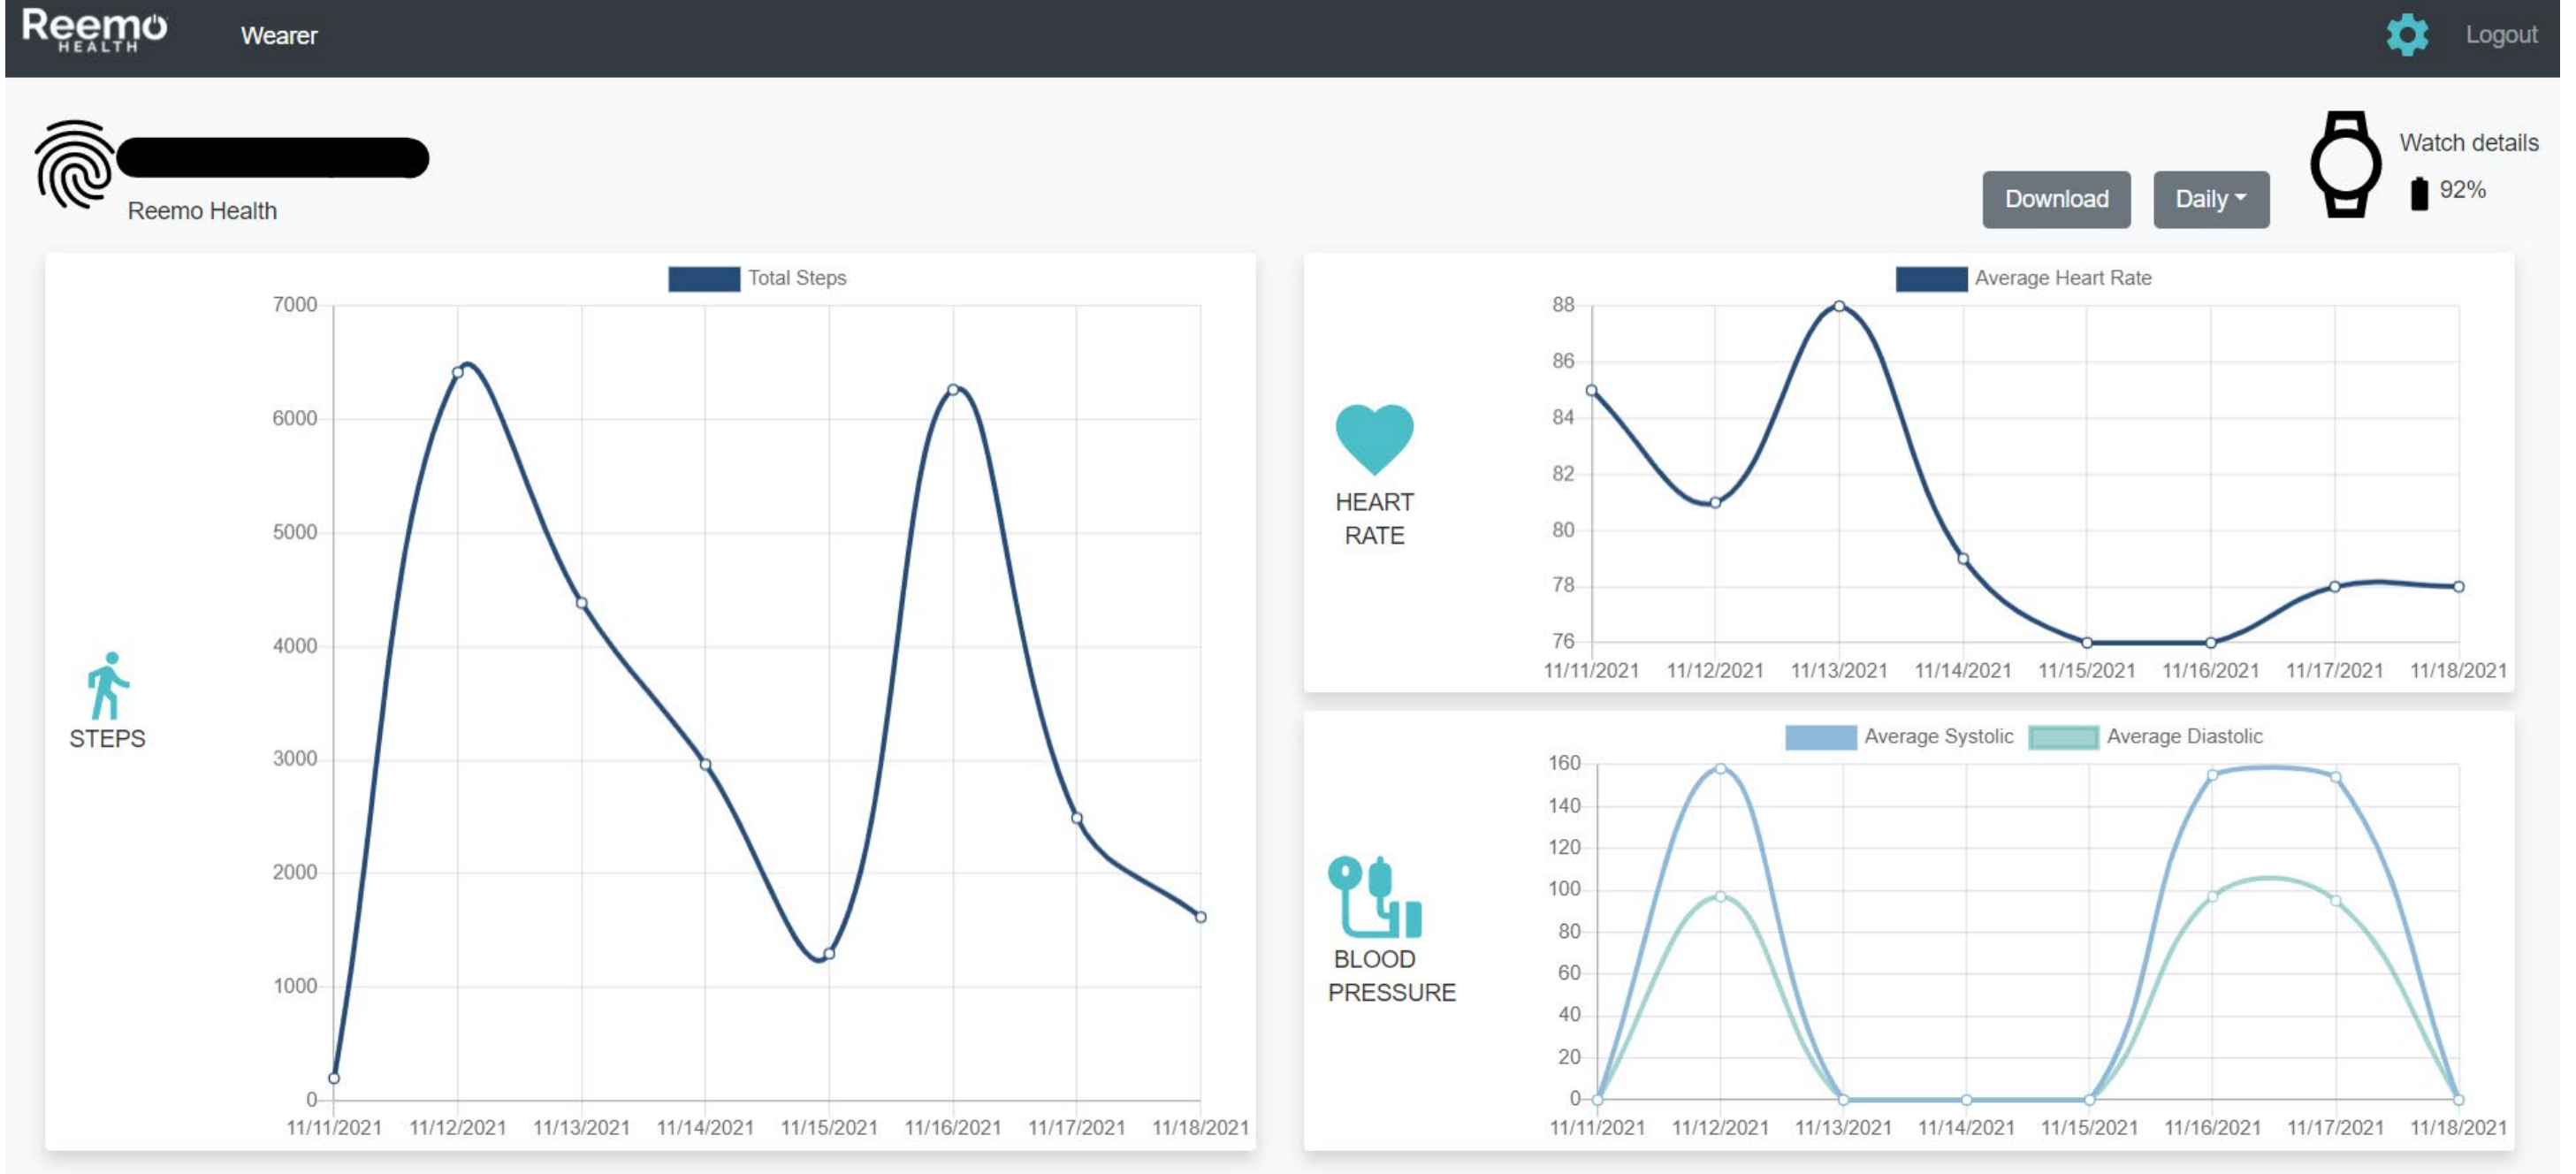 Reemo
HEALTH
Wearer
Logout
Reemo Health
Download
Daily
Watch details
92%
Total Steps
7000
6000
5000
4000
3000
2000
1000
0
11/11/2021 11/12/2021 11/13/2021 11/14/2021 11/15/2021 11/16/2021 11/17/2021 11/18/2021
STEPS
Average Heart Rate
88
86
84
82
80
78
76
11/11/2021 11/12/2021 11/13/2021 11/14/2021 11/15/2021 11/16/2021 11/17/2021 11/18/2021
HEART
RATE
Average Systolic Average Diastolic
160
140
120
100
80
60
40
20
0
11/11/2021 11/12/2021 11/13/2021 11/14/2021 11/15/2021 11/16/2021 11/17/2021 11/18/2021
BLOOD
PRESSURE